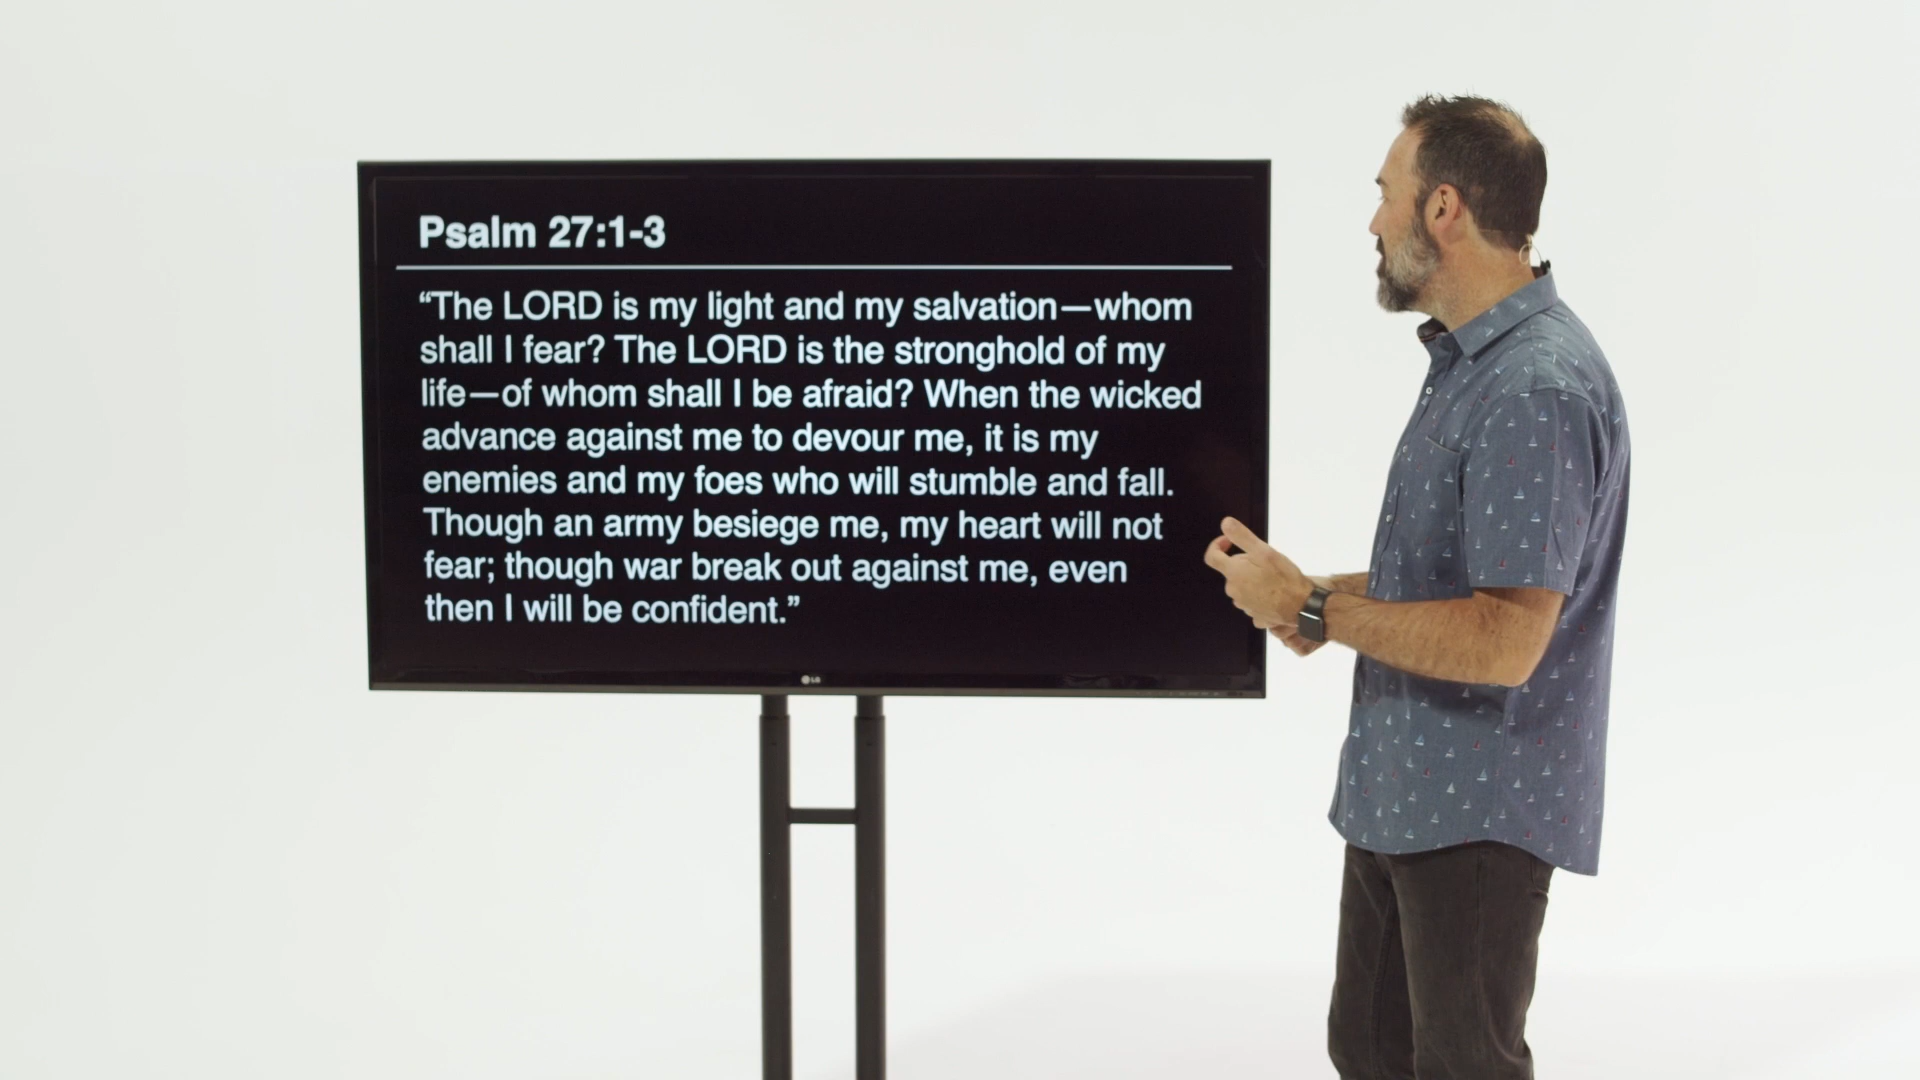 Psalm 27:1-3
“The LORD is my light and my salvation—whom
shall I fear? The LORD is the stronghold of my
life—of whom shall I be afraid? When the wicked
advance against me to devour me, it is my
enemies and my foes who will stumble and fall.
Though an army besiege me, my heart will not
fear; though war break out against me, even
then I will be confident.”
LG